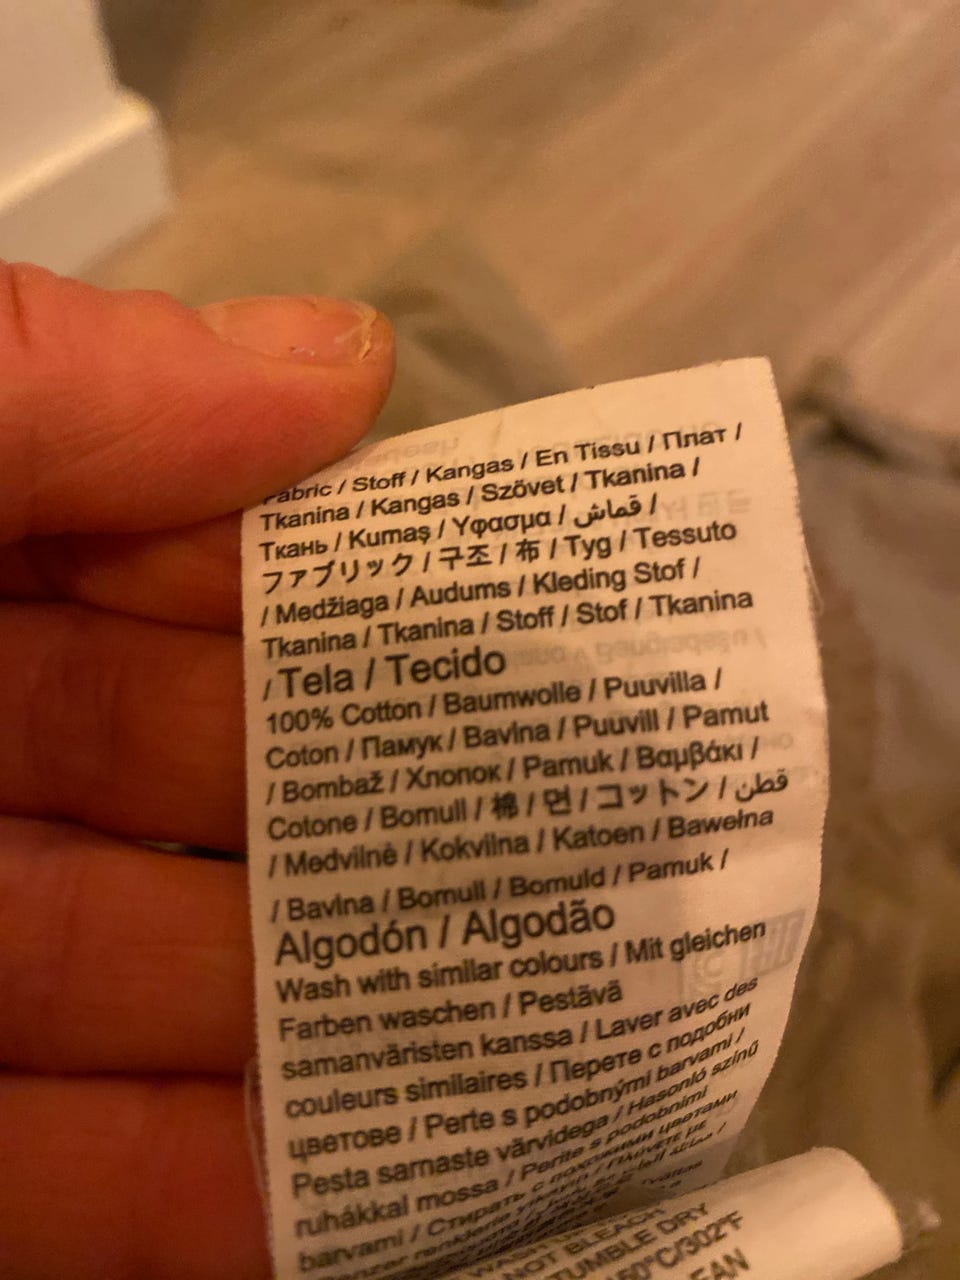 Fabric / Stoff / Kangas / En Tissu / Плат /
Tkanina / Kangas / Szövet / Tkanina /
Ткань / Kumaş / Υφασμα / قماش /
ファブリック / 구조 / 布 / Tyg / Tessuto
/ Medžiaga / Audums / Kleding Stof /
Tkanina / Tkanina / Stoff / Stof / Tkanina
/ Tela / Tecido
100% Cotton / Baumwolle / Puuvilla /
Coton / Памук / Bavlna / Puuvill / Pamut
/ Bombaž / Хлопок / Pamuk / Βαμβάκι /
Cotone / Bomull / 棉 / 면 / コットン / قطن
/ Medvilnė / Kokvilna / Katoen / Bawełna
/ Bavlna / Bomull / Bomuld / Pamuk /
Algodón / Algodão
Wash with similar colours / Mit gleichen
Farben waschen / Pestävä
samanväristen kanssa / Laver avec des
couleurs similaires / Перете с подобни
цветове / Perte s podobnými barvami /
Pesta sarnaste värvidega / Hasonló színű
ruhákkal mossa / Perite s podobnimi
barvami / Стирать с похожими цветами
NOT BLEACH
TUMBLE DRY
150°C/302°F